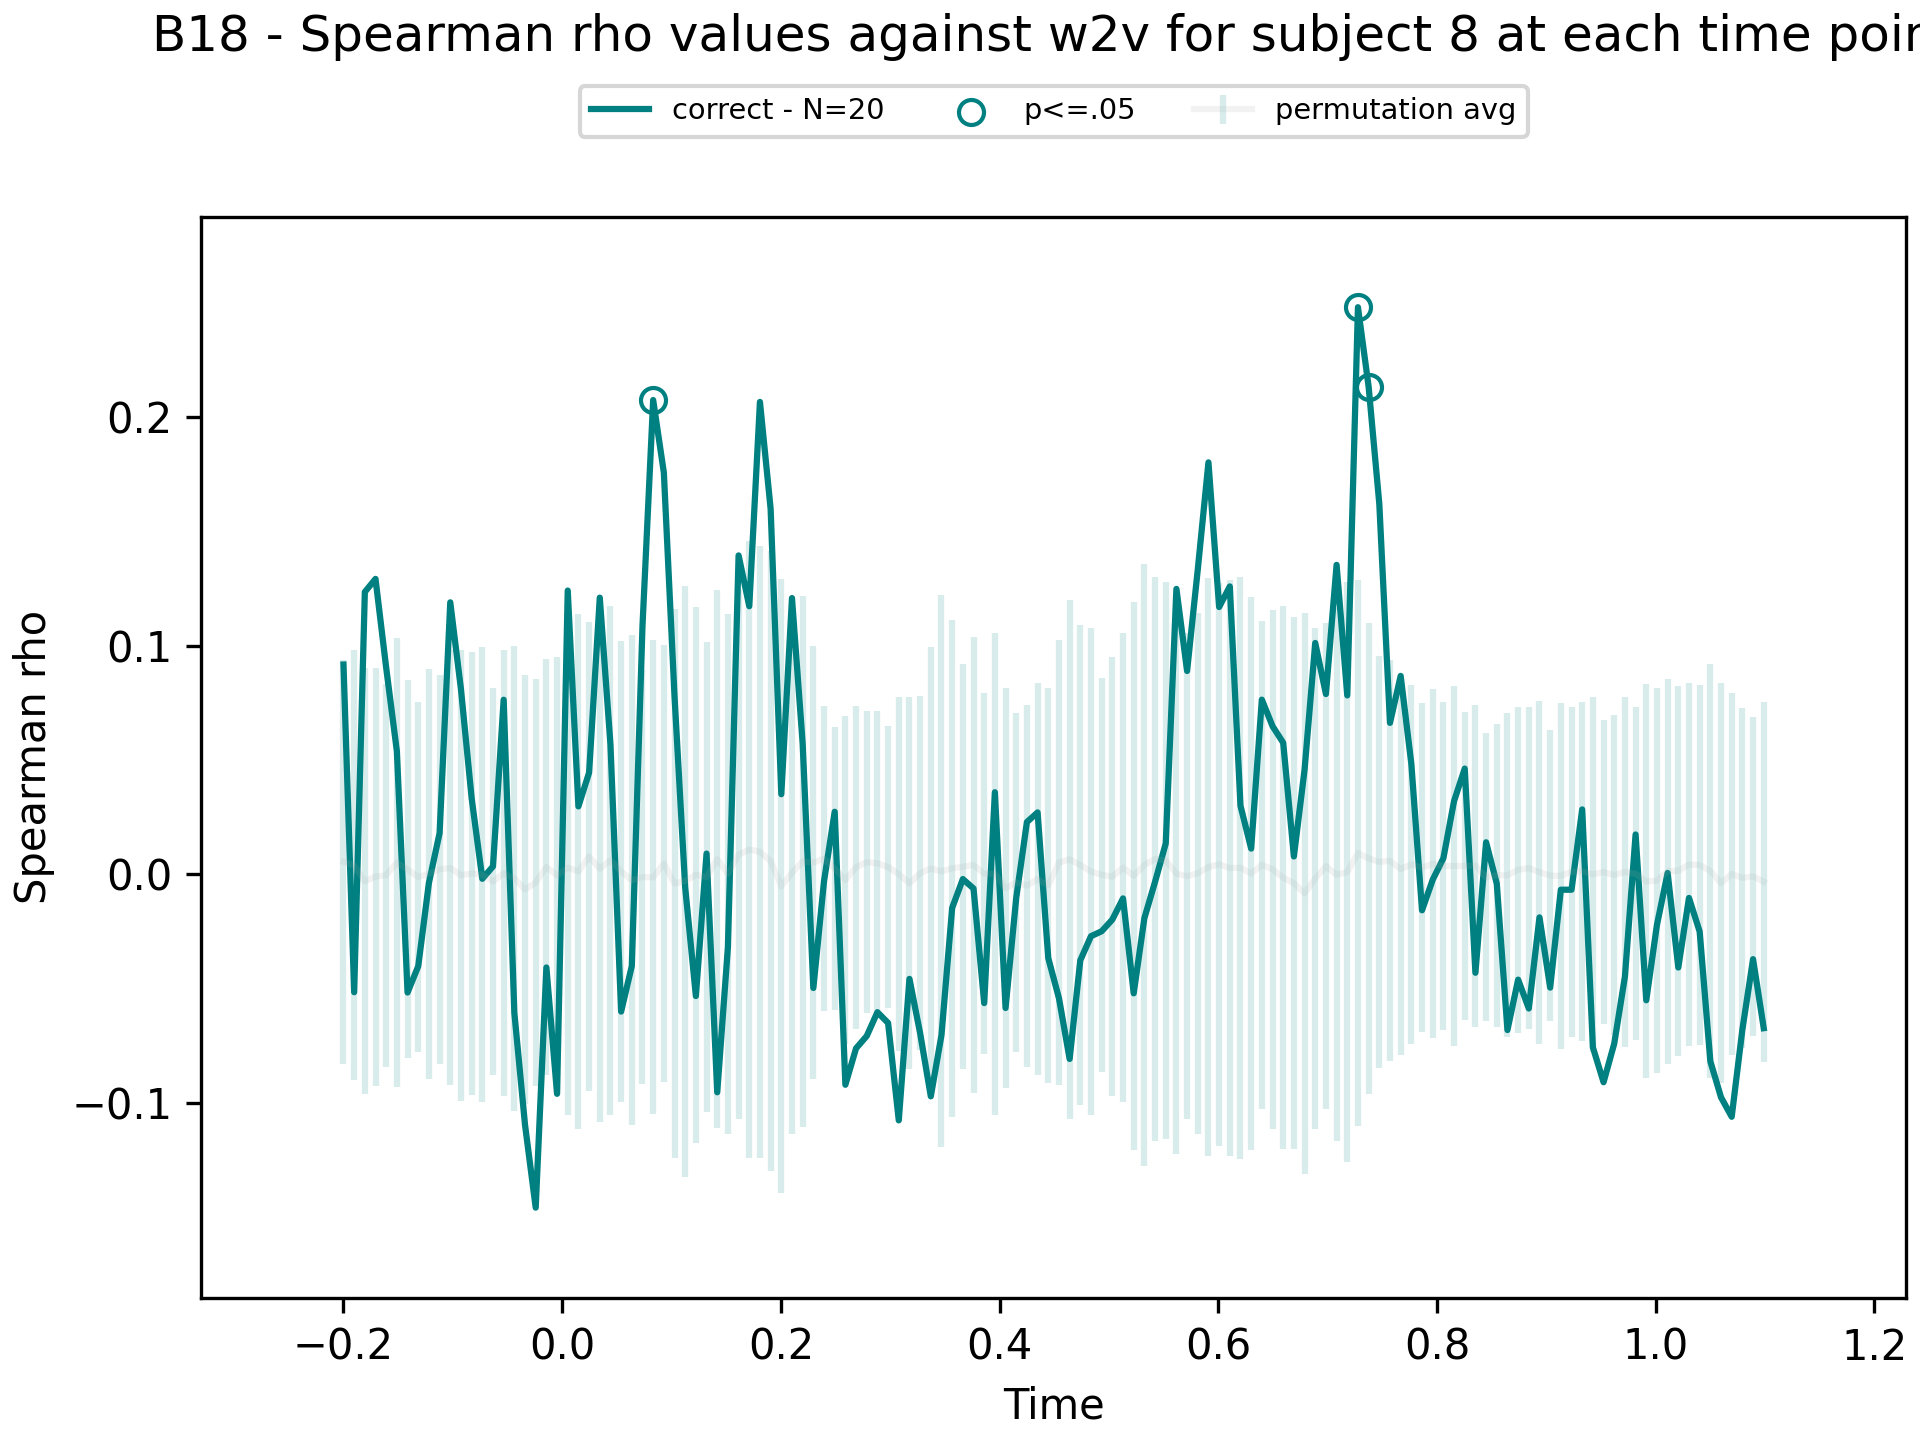 B18 - Spearman rho values against w2v for subject 8 at each time
correct - N=20 p<=.05 permutation avg
Spearman rho
0.2
0.1
0.0
−0.1
−0.2 0.0 0.2 0.4 0.6 0.8 1.0 1.2
Time